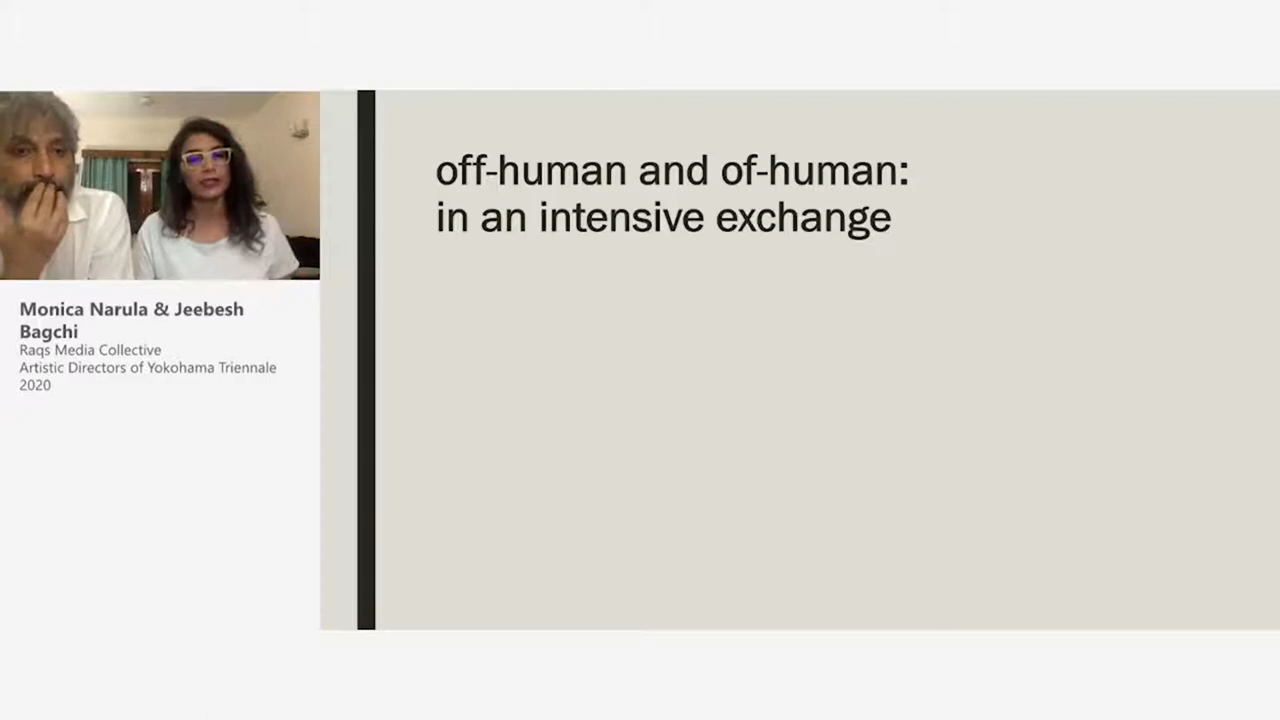 off-human and of-human:
in an intensive exchange
Monica Narula & Jeebesh
Bagchi
Raqs Media Collective
Artistic Directors of Yokohama Triennale
2020